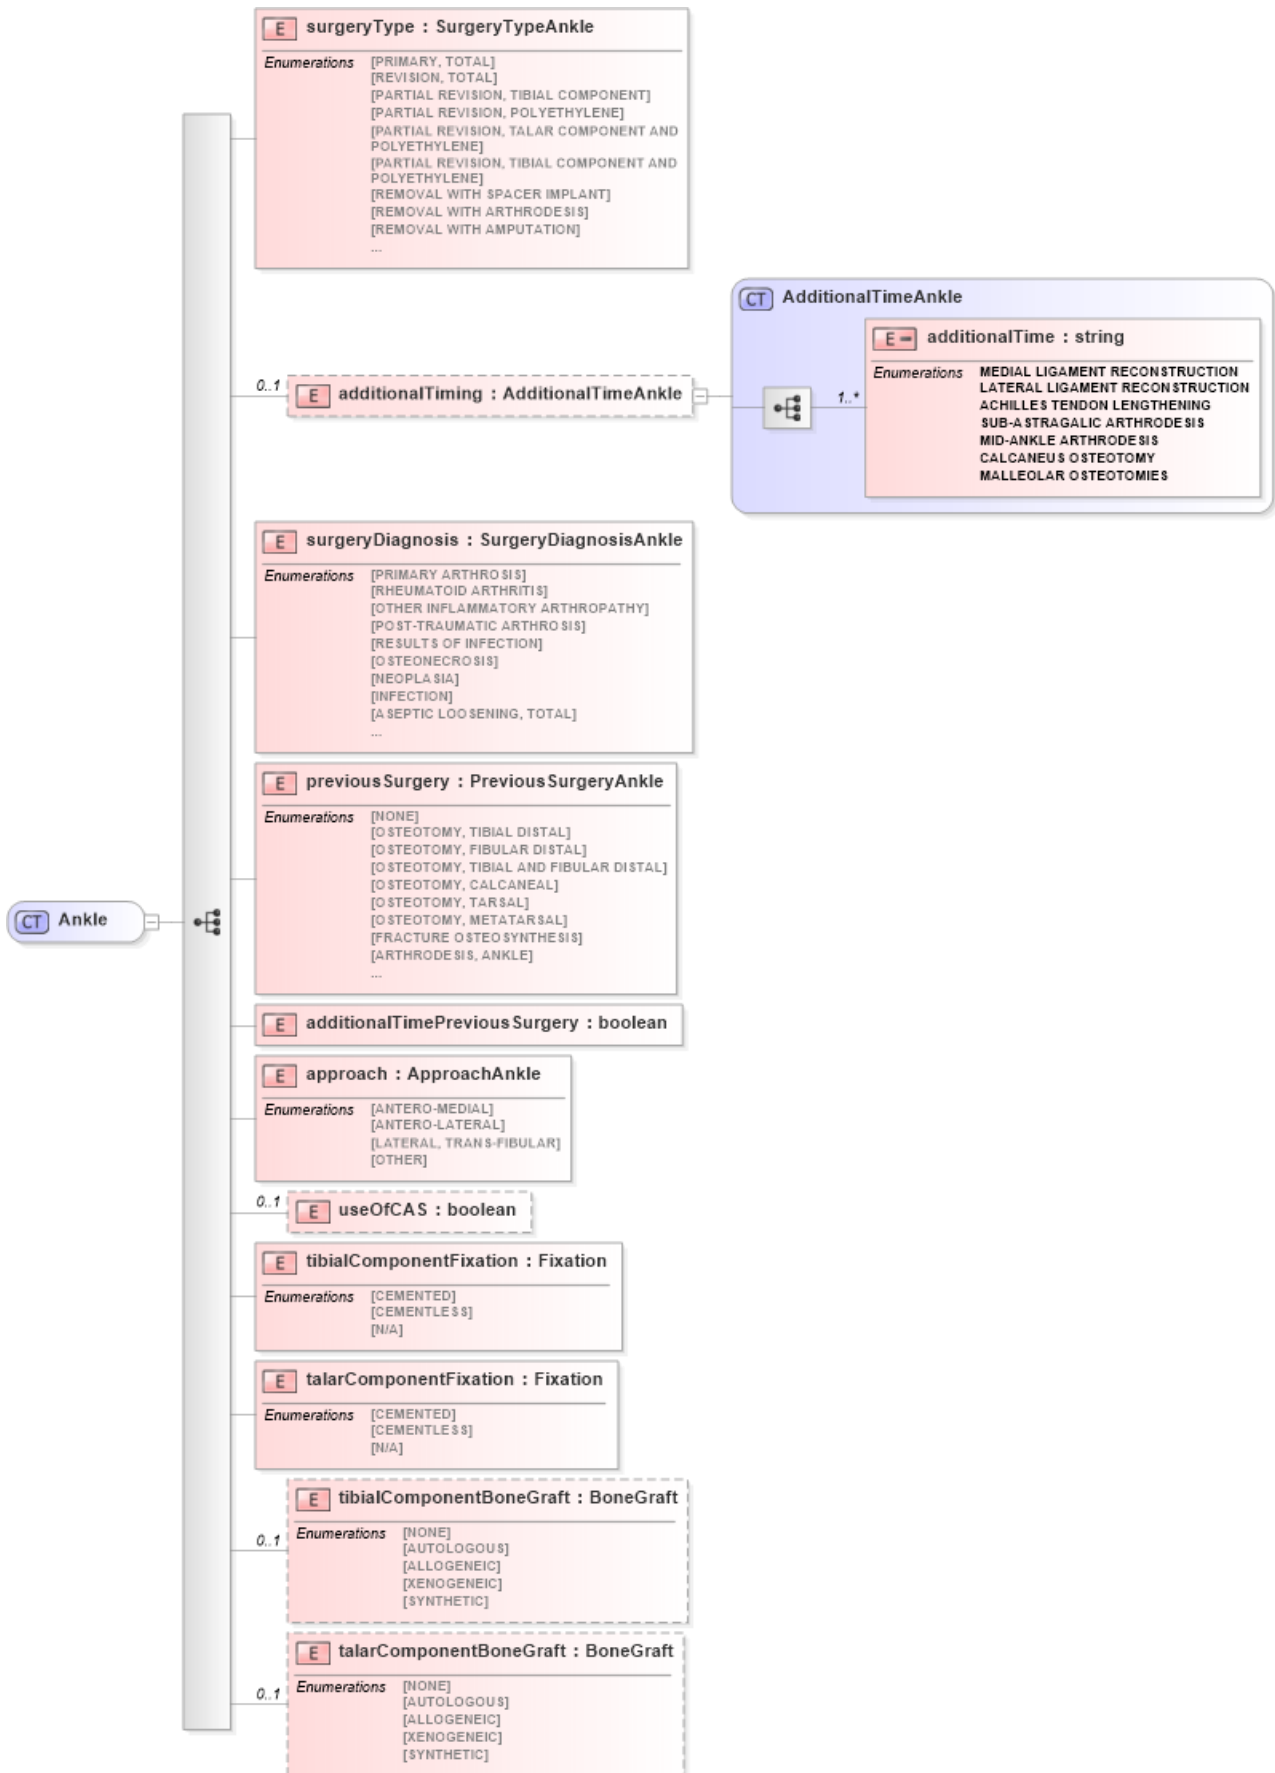 E surgeryType : SurgeryTypeAnkle
Enumerations [PRIMARY, TOTAL]
[REVISION, TOTAL]
[PARTIAL REVISION, TIBIAL COMPONENT]
[PARTIAL REVISION, POLYETHYLENE]
[PARTIAL REVISION, TALAR COMPONENT AND
POLYETHYLENE]
[PARTIAL REVISION, TIBIAL COMPONENT AND
POLYETHYLENE]
[REMOVAL WITH SPACER IMPLANT]
[REMOVAL WITH ARTHRODESIS]
[REMOVAL WITH AMPUTATION]
...
CT AdditionalTimeAnkle
E additionalTime : string
Enumerations MEDIAL LIGAMENT RECONSTRUCTION
LATERAL LIGAMENT RECONSTRUCTION
ACHILLES TENDON LENGTHENING
SUB-ASTRAGALIC ARTHRODESIS
MID-ANKLE ARTHRODESIS
CALCANEUS OSTEOTOMY
MALLEOLAR OSTEOTOMIES
1..*
0..1
E additionalTiming : AdditionalTimeAnkle
E surgeryDiagnosis : SurgeryDiagnosisAnkle
Enumerations [PRIMARY ARTHROSIS]
[RHEUMATOID ARTHRITIS]
[OTHER INFLAMMATORY ARTHROPATHY]
[POST-TRAUMATIC ARTHROSIS]
[RESULTS OF INFECTION]
[OSTEONECROSIS]
[NEOPLASIA]
[INFECTION]
[ASEPTIC LOOSENING, TOTAL]
...
E previousSurgery : PreviousSurgeryAnkle
Enumerations [NONE]
[OSTEOTOMY, TIBIAL DISTAL]
[OSTEOTOMY, FIBULAR DISTAL]
[OSTEOTOMY, TIBIAL AND FIBULAR DISTAL]
[OSTEOTOMY, CALCANEAL]
[OSTEOTOMY, TARSAL]
[OSTEOTOMY, METATARSAL]
[FRACTURE OSTEOSYNTHESIS]
[ARTHRODESIS, ANKLE]
...
CT Ankle
E additionalTimePreviousSurgery : boolean
E approach : ApproachAnkle
Enumerations [ANTERO-MEDIAL]
[ANTERO-LATERAL]
[LATERAL, TRANS-FIBULAR]
[OTHER]
0..1
E useOfCAS : boolean
E tibialComponentFixation : Fixation
Enumerations [CEMENTED]
[CEMENTLESS]
[N/A]
E talarComponentFixation : Fixation
Enumerations [CEMENTED]
[CEMENTLESS]
[N/A]
E tibialComponentBoneGraft : BoneGraft
0..1
Enumerations [NONE]
[AUTOLOGOUS]
[ALLOGENEIC]
[XENOGENEIC]
[SYNTHETIC]
E talarComponentBoneGraft : BoneGraft
0..1
Enumerations [NONE]
[AUTOLOGOUS]
[ALLOGENEIC]
[XENOGENEIC]
[SYNTHETIC]